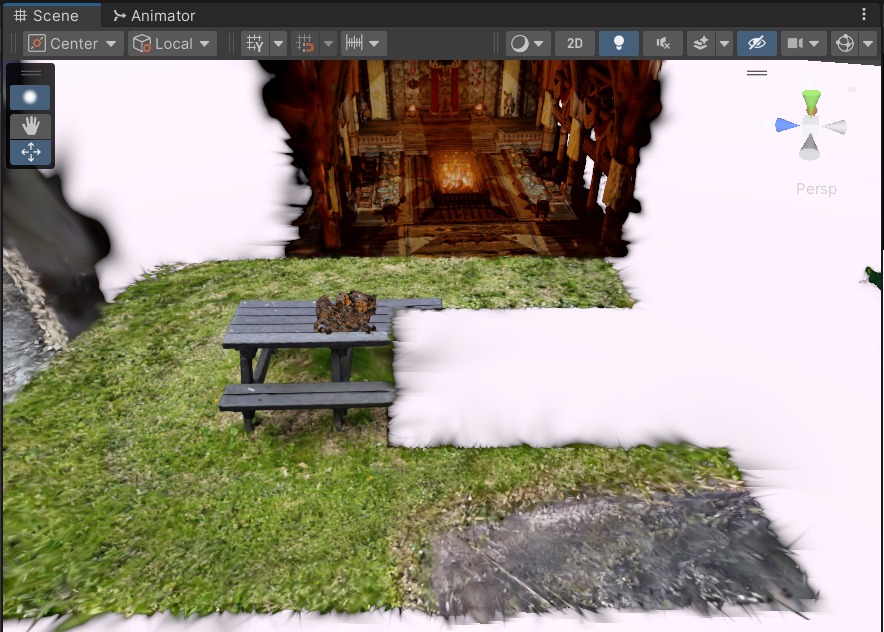 Scene
Animator
Center
Local
2D
Persp